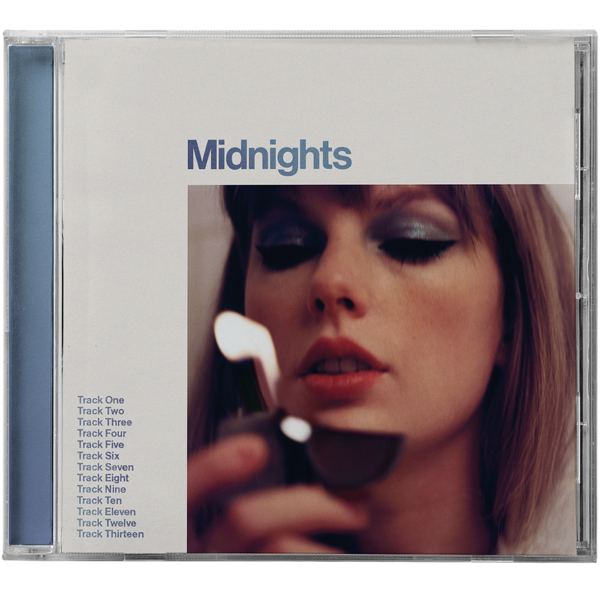 Midnights
Track One
Track Two
Track Three
Track Four
Track Five
Track Six
Track Seven
Track Eight
Track Nine
Track Ten
Track Eleven
Track Twelve
Track Thirteen